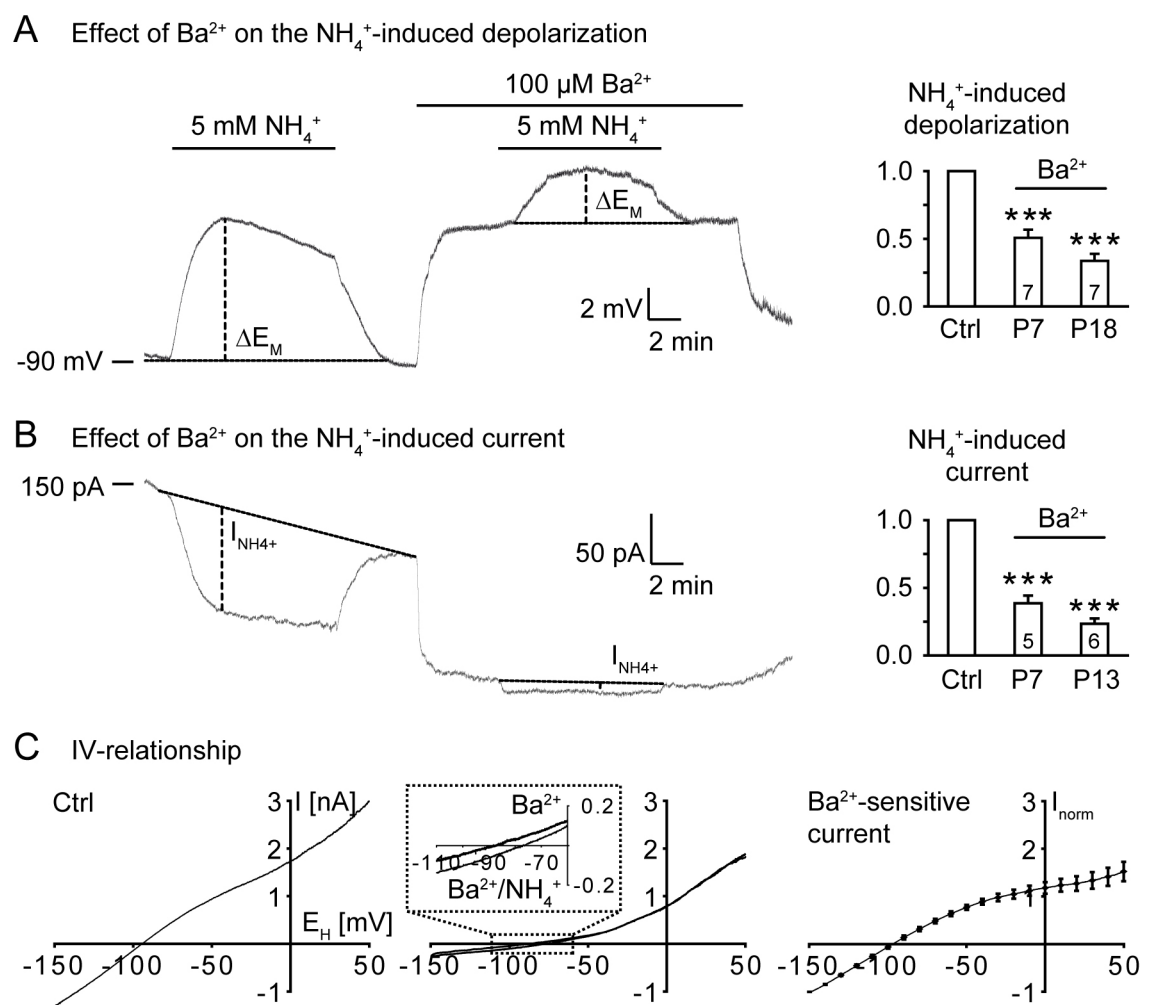 A Effect of Ba²⁺ on the NH₄⁺-induced depolarization
100 µM Ba²⁺
5 mM NH₄⁺
5 mM NH₄⁺
ΔE_M
ΔE_M
-90 mV
2 mV
2 min
NH₄⁺-induced
depolarization
1.0
0.5
0.0
Ba²⁺
***
***
7
7
Ctrl P7 P18
B Effect of Ba²⁺ on the NH₄⁺-induced current
150 pA
I_NH4+
I_NH4+
50 pA
2 min
NH₄⁺-induced
current
1.0
0.5
0.0
Ba²⁺
***
***
5
6
Ctrl P7 P13
C IV-relationship
Ctrl
I [nA]
3
2
1
-1
E_H [mV]
-150 -100 -50 50
Ba²⁺
0.2
-110 -90 -70
Ba²⁺/NH₄⁺
-0.2
3
2
1
-1
-150 -100 -50 50
Ba²⁺-sensitive
current
I_norm
3
2
1
-1
-150 -100 -50 50